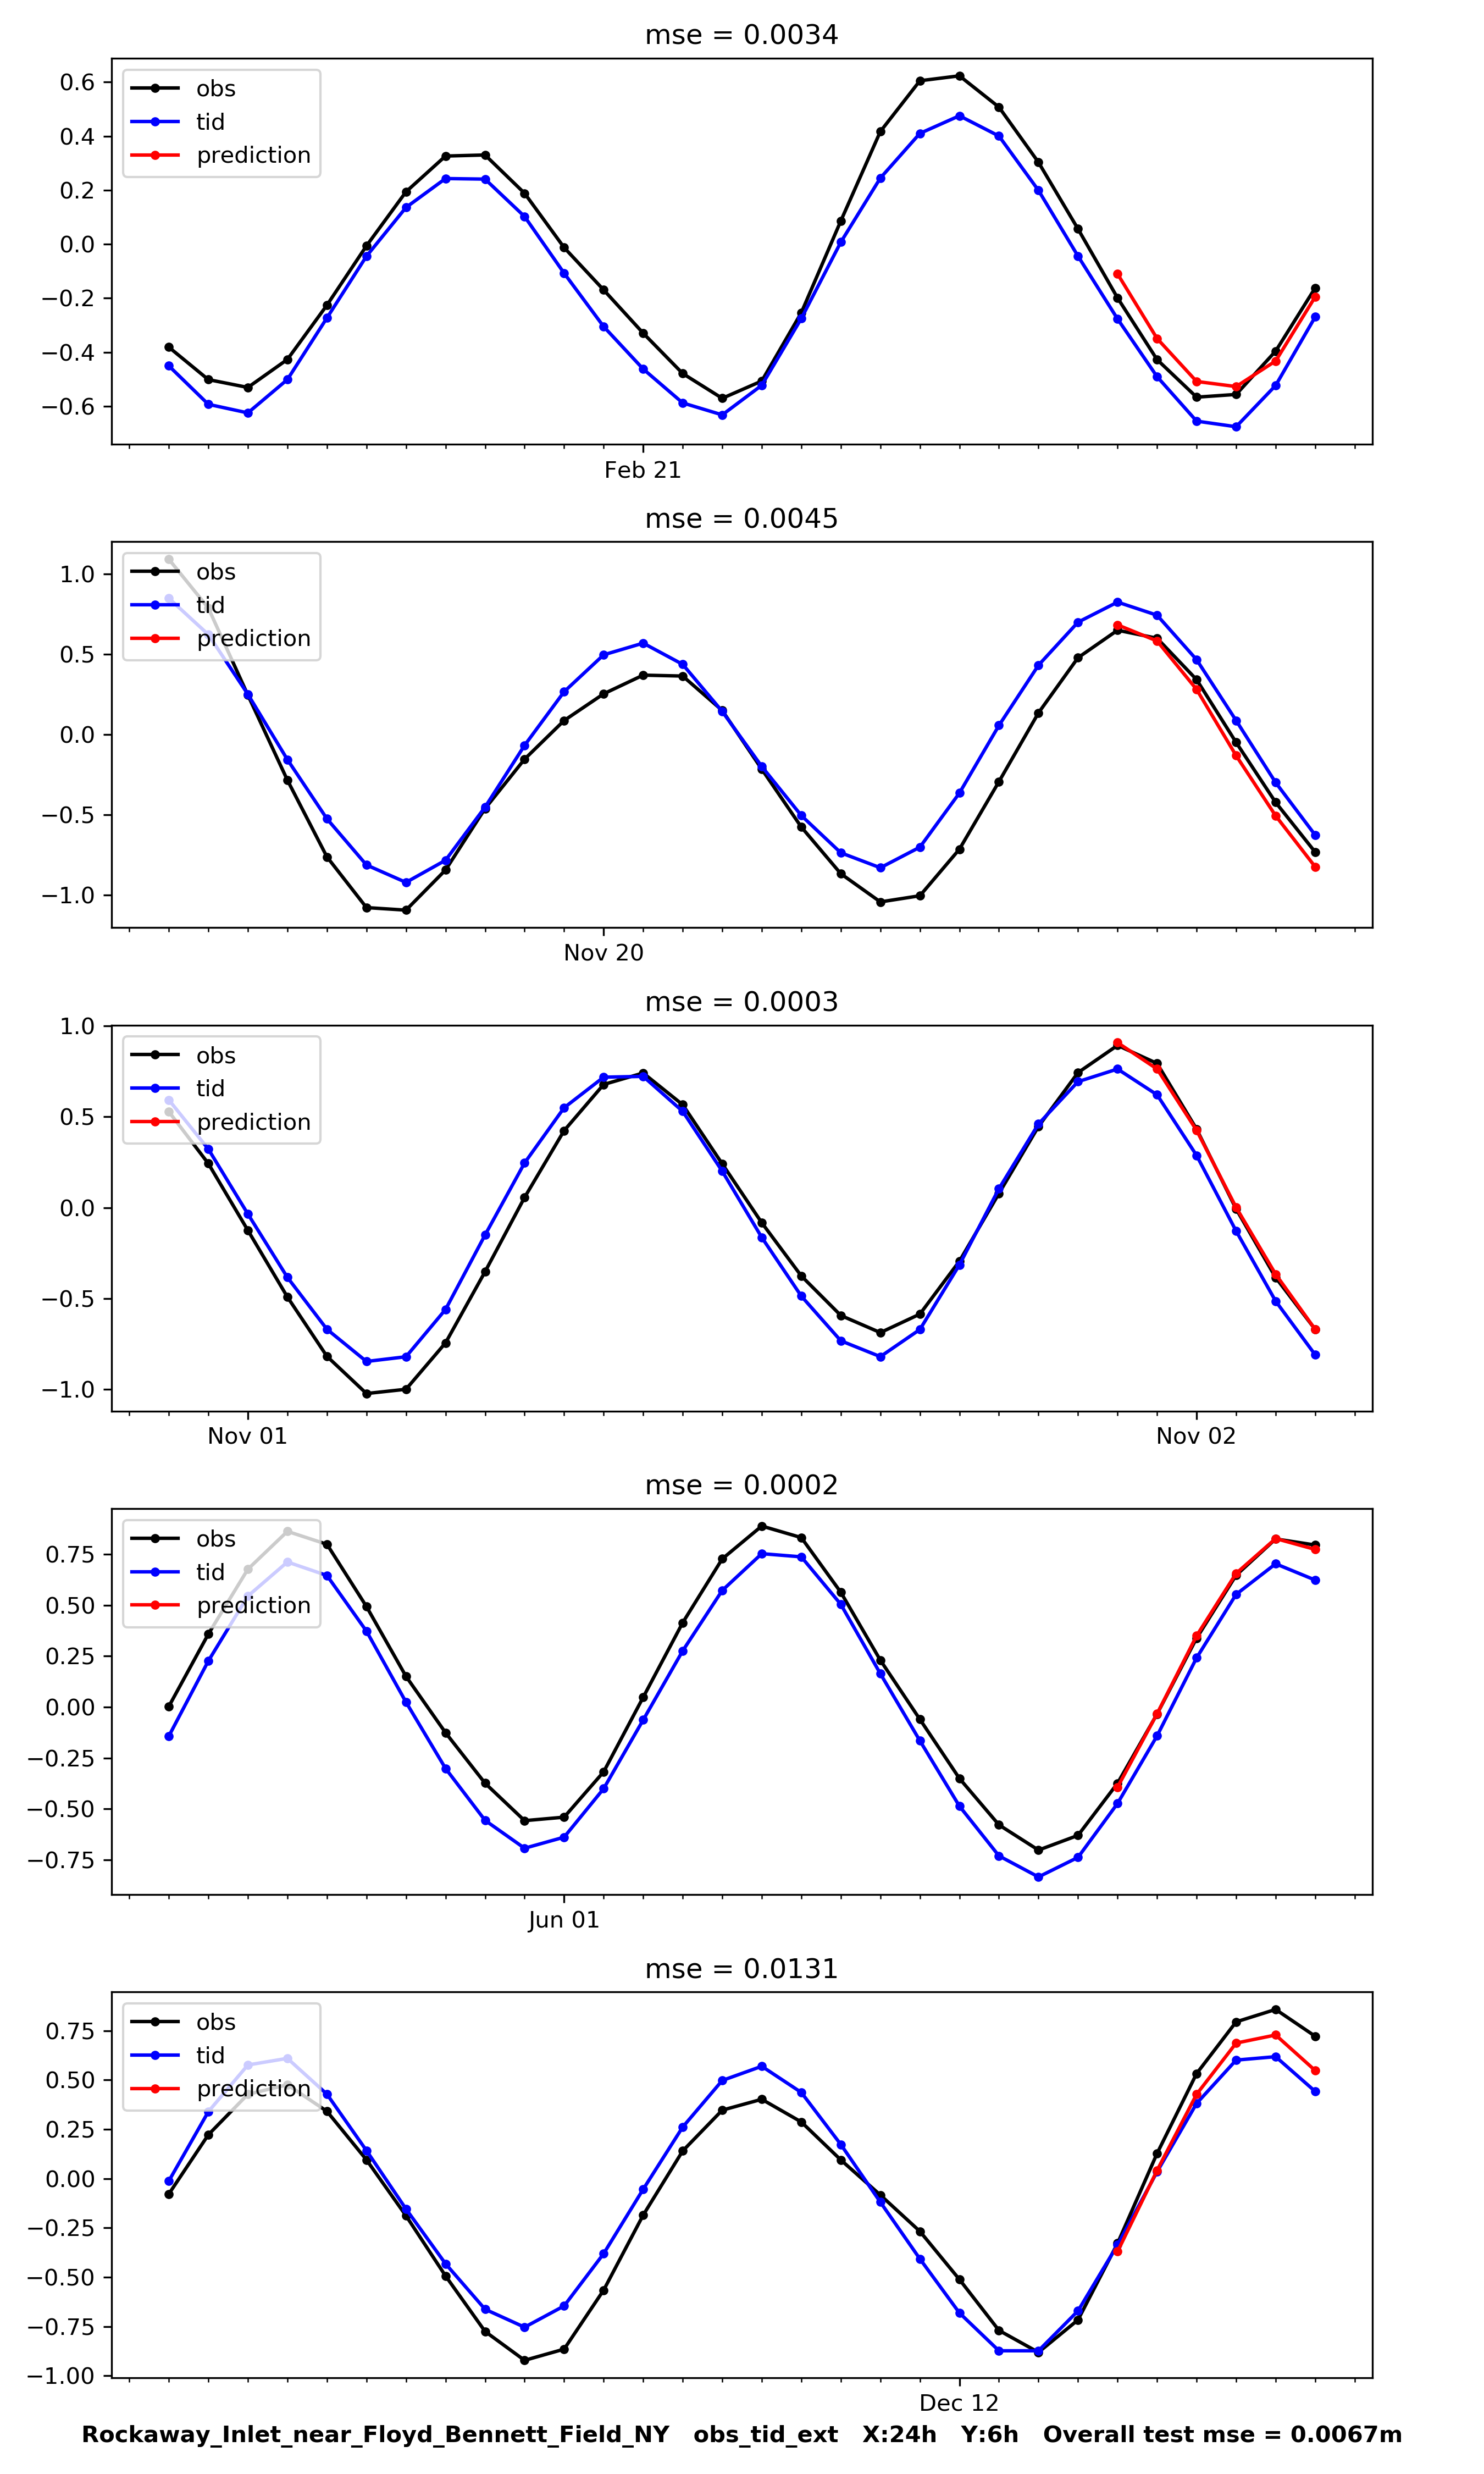 mse = 0.0034
0.6
0.4
0.2
0.0
−0.2
−0.4
−0.6
obs
tid
prediction
Feb 21
mse = 0.0045
1.0
0.5
0.0
−0.5
−1.0
obs
tid
prediction
Nov 20
mse = 0.0003
1.0
0.5
0.0
−0.5
−1.0
obs
tid
prediction
Nov 01 Nov 02
mse = 0.0002
0.75
0.50
0.25
0.00
−0.25
−0.50
−0.75
obs
tid
prediction
Jun 01
mse = 0.0131
0.75
0.50
0.25
0.00
−0.25
−0.50
−0.75
−1.00
obs
tid
prediction
Dec 12
Rockaway_Inlet_near_Floyd_Bennett_Field_NY obs_tid_ext X:24h Y:6h Overall test mse = 0.0067m